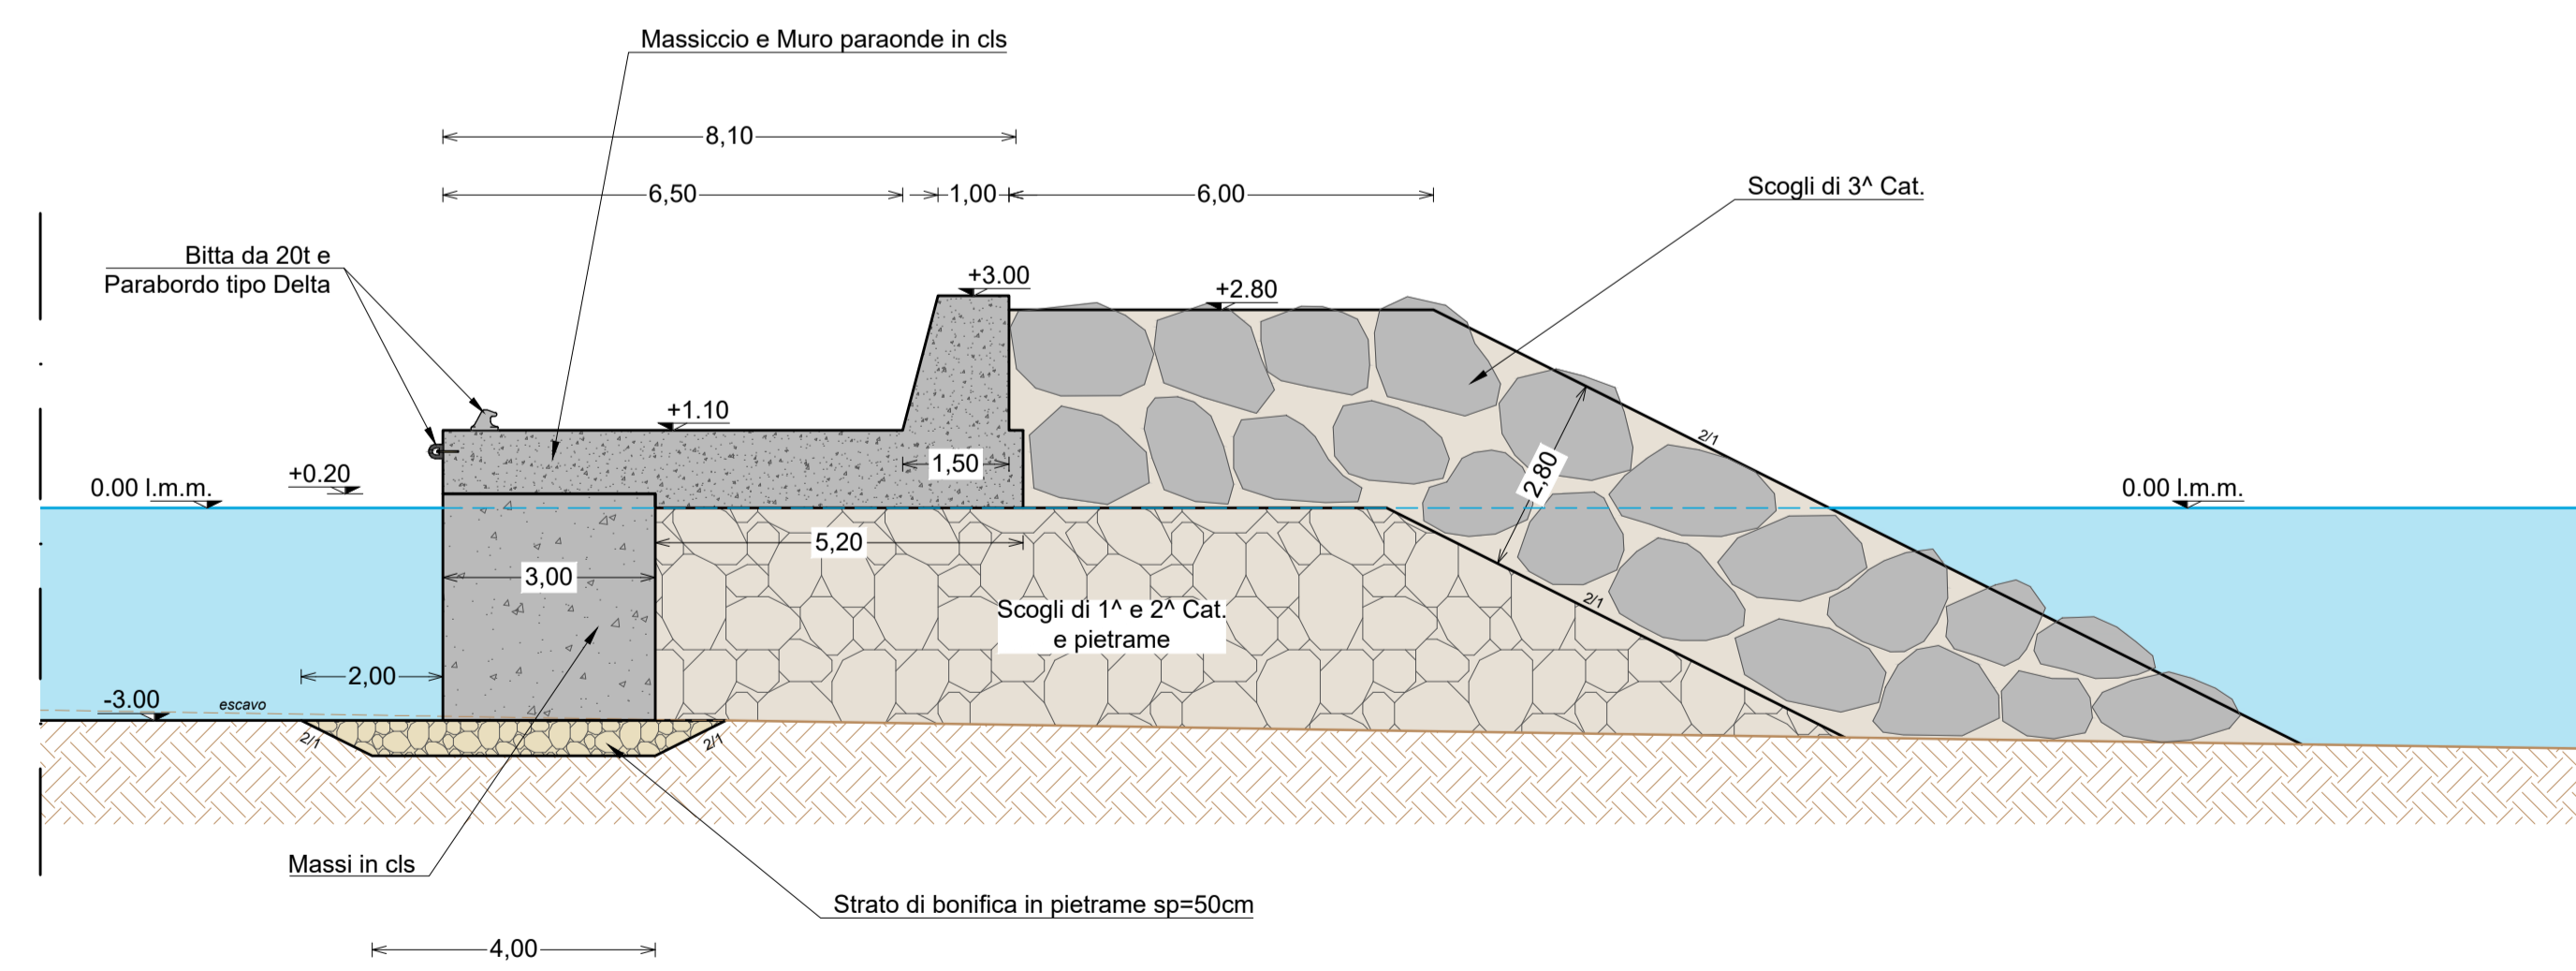 Massiccio e Muro paraonde in cls
8,10
6,50
1,00
6,00
Scogli di 3^ Cat.
Bitta da 20t e
Parabordo tipo Delta
+3.00
+2.80
+1.10
2/1
1,50
2,80
+0.20
0.00 l.m.m.
0.00 l.m.m.
5,20
3,00
2/1
Scogli di 1^ e 2^ Cat.
e pietrame
2,00
-3.00
escavo
2/1
2/1
Massi in cls
Strato di bonifica in pietrame sp=50cm
4,00